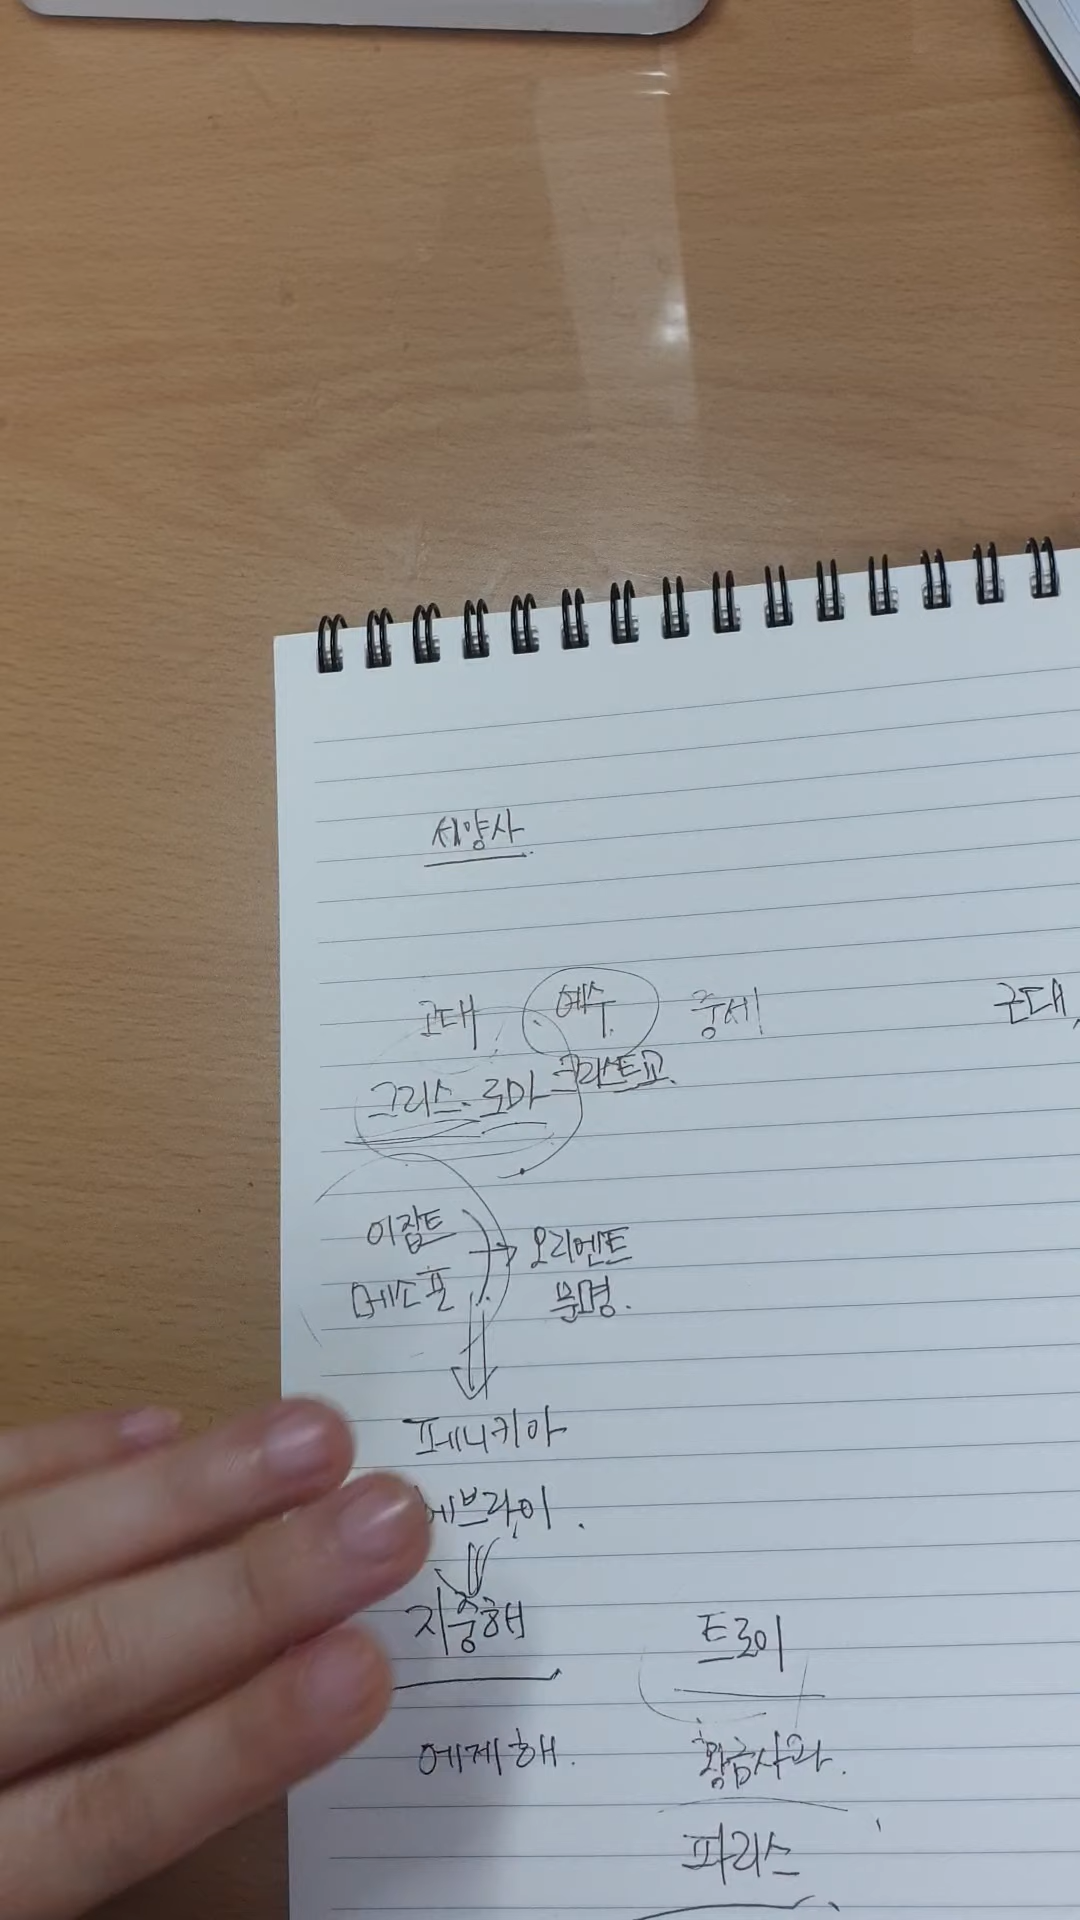 서양사
고대 예수 중세 근대,
그리스. 로마 크리스트교.
이집트
메소포
오리엔트
문명.
페니키아
헤브라이.
지중해
에게해.
트로이
황금사과.
파리스